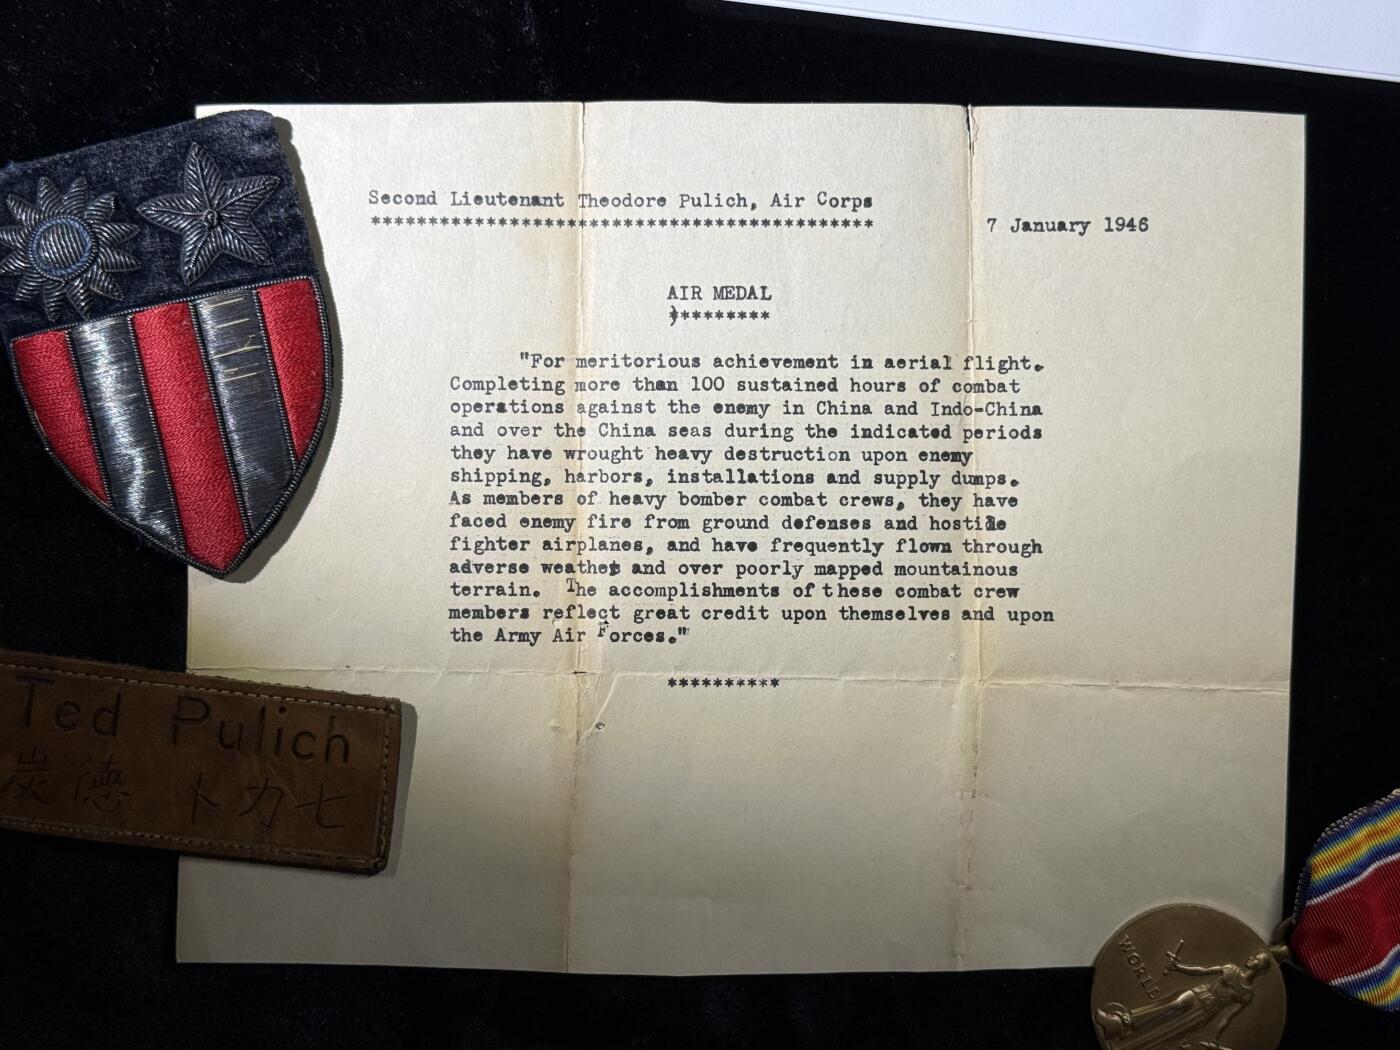 Second Lieutenant Theodore Pulich, Air Corps
*******************************************
7 January 1946
AIR MEDAL
)********
"For meritorious achievement in aerial flight.
Completing more than 100 sustained hours of combat
operations against the enemy in China and Indo-China
and over the China seas during the indicated periods
they have wrought heavy destruction upon enemy
shipping, harbors, installations and supply dumps.
As members of heavy bomber combat crews, they have
faced enemy fire from ground defenses and hostile
fighter airplanes, and have frequently flown through
adverse weather and over poorly mapped mountainous
terrain. The accomplishments of these combat crew
members reflect great credit upon themselves and upon
the Army Air Forces."
**********
Ted Pulich
炭德 卜力七
WORLD